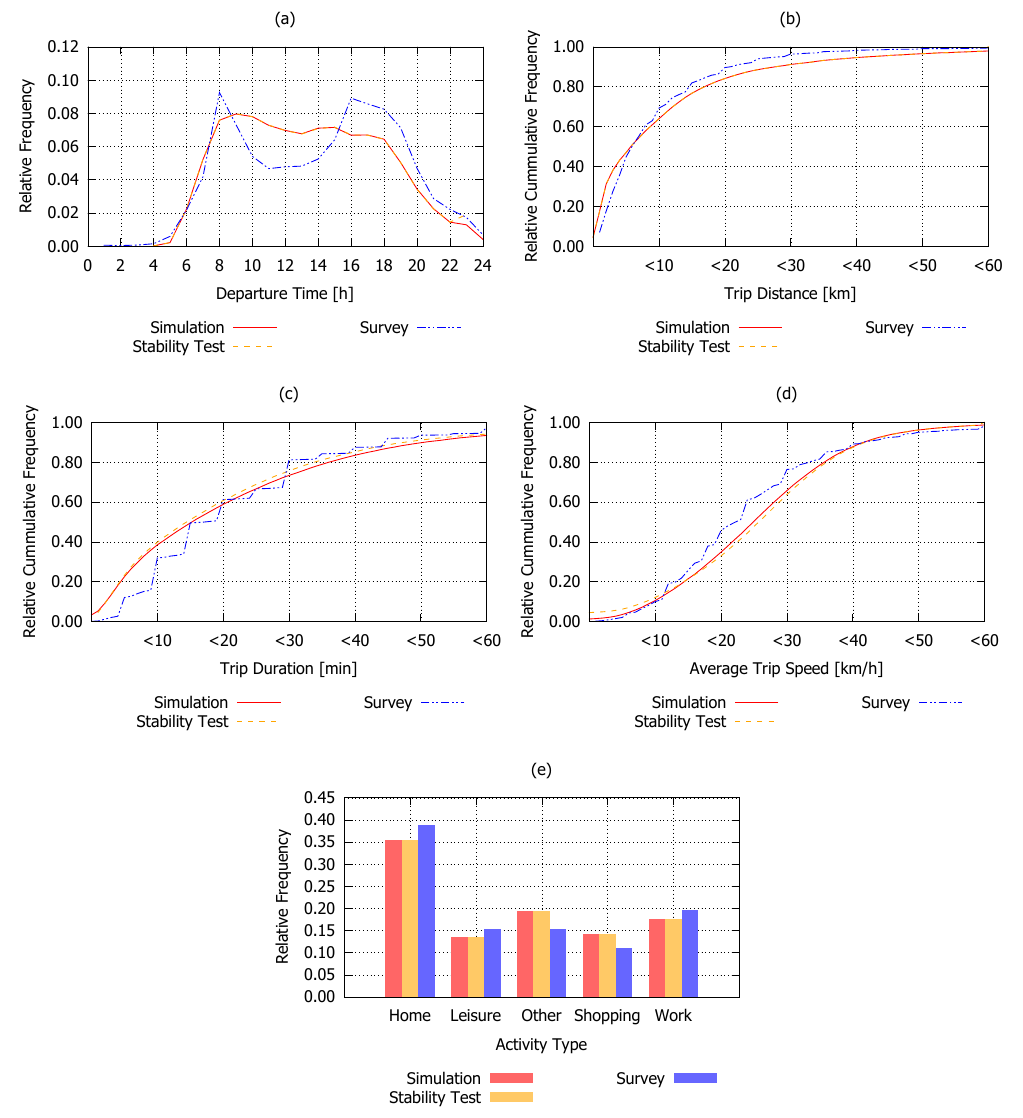 (a)
0.12
0.10
0.08
0.06
0.04
0.02
0.00
Relative Frequency
0 2 4 6 8 10 12 14 16 18 20 22 24
Departure Time [h]
Simulation
Survey
Stability Test
(b)
1.00
0.80
0.60
0.40
0.20
0.00
Relative Cummulative Frequency
<10 <20 <30 <40 <50 <60
Trip Distance [km]
Simulation
Survey
Stability Test
(c)
1.00
0.80
0.60
0.40
0.20
0.00
Relative Cummulative Frequency
<10 <20 <30 <40 <50 <60
Trip Duration [min]
Simulation
Survey
Stability Test
(d)
1.00
0.80
0.60
0.40
0.20
0.00
Relative Cummulative Frequency
<10 <20 <30 <40 <50 <60
Average Trip Speed [km/h]
Simulation
Survey
Stability Test
(e)
0.45
0.40
0.35
0.30
0.25
0.20
0.15
0.10
0.05
0.00
Relative Frequency
Home Leisure Other Shopping Work
Activity Type
Simulation
Survey
Stability Test